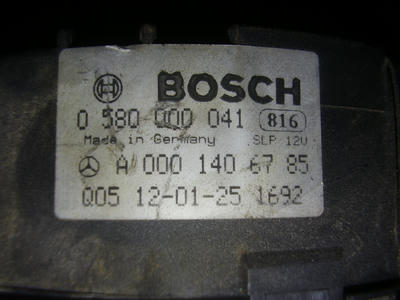 BOSCH
0 580 000 041 816
Made in Germany SLP 12V
A 000 140 67 85
Q05 12-01-25 1692